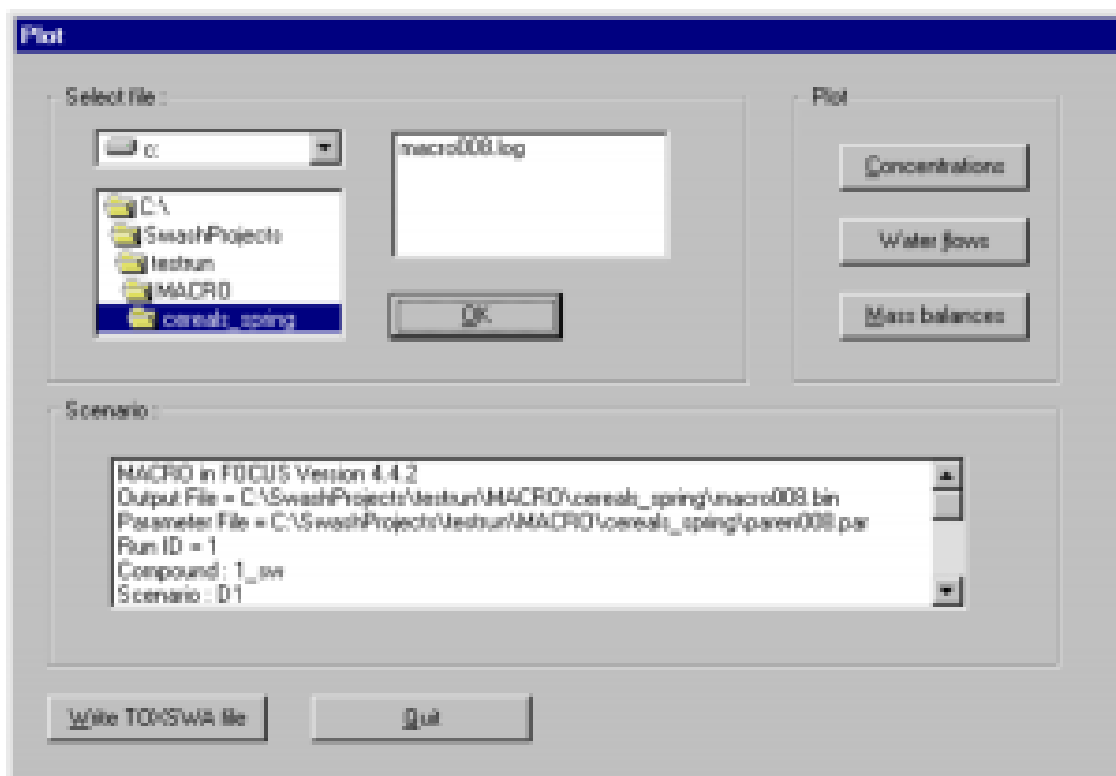 Plot
Select file :
c:
macro008.log
C:\
SwashProjects
testrun
MACRO
cereals_spring
OK
Plot
Concentrations
Water flows
Mass balances
Scenario :
MACRO in FOCUS Version 4.4.2
Output File = C:\SwashProjects\testrun\MACRO\cereals_spring\macro008.bin
Parameter File = C:\SwashProjects\testrun\MACRO\cereals_spring\paren008.par
Run ID = 1
Compound : 1_sw
Scenario : D1
Write TOXSWA file
Quit